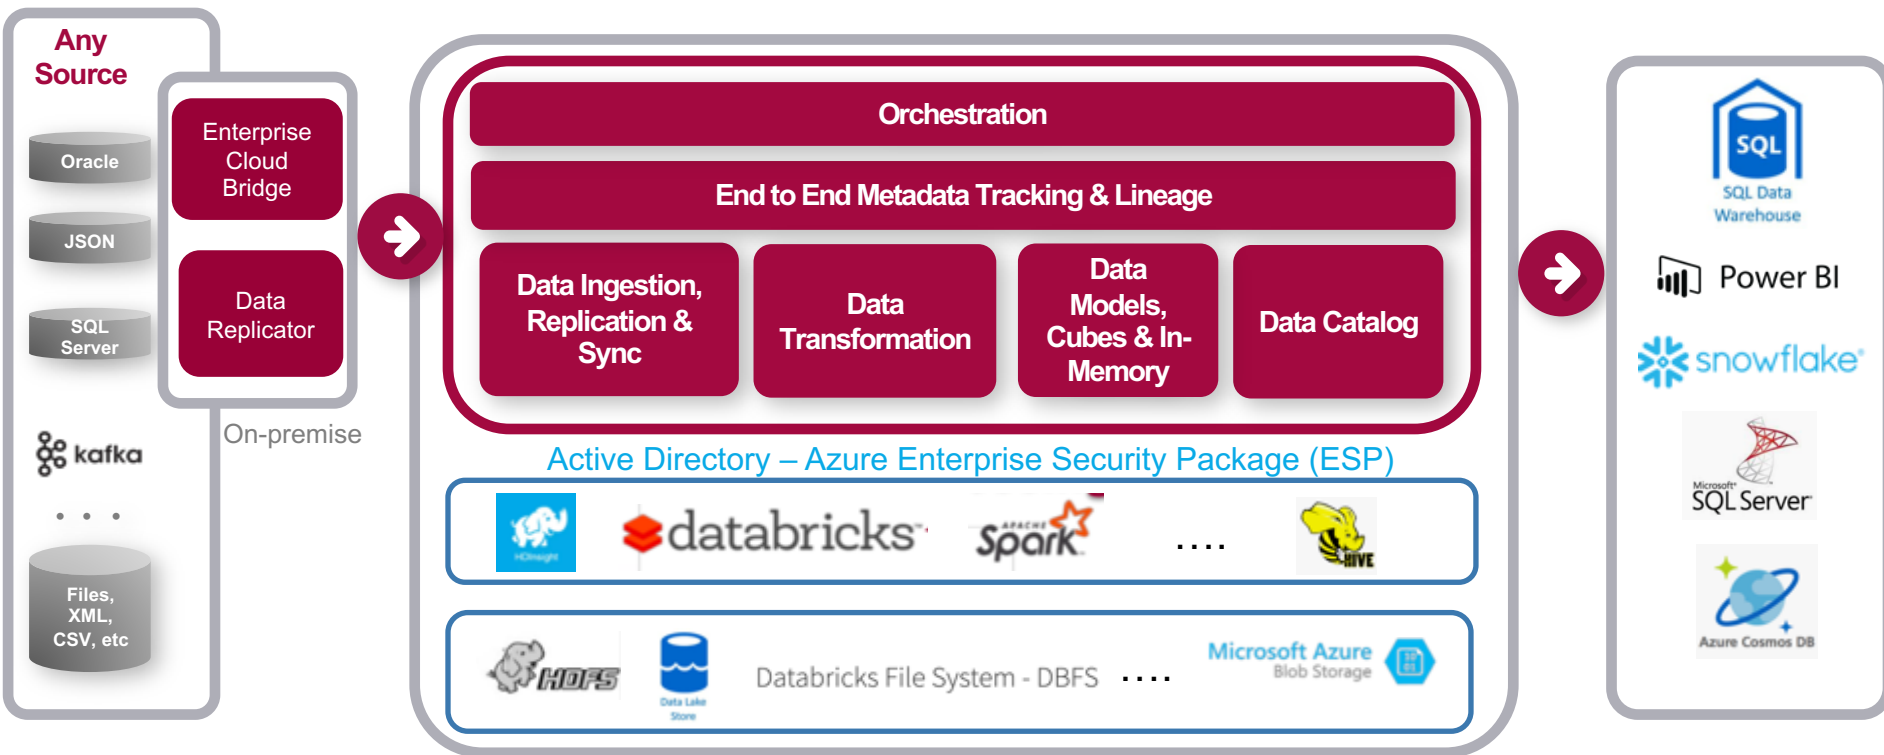 Any
Source
Oracle
JSON
SQL
Server
kafka
. . .
Files,
XML,
CSV, etc
Enterprise
Cloud
Bridge
Data
Replicator
On-premise
Orchestration
End to End Metadata Tracking & Lineage
Data Ingestion,
Replication &
Sync
Data
Transformation
Data
Models,
Cubes & In-
Memory
Data Catalog
Active Directory – Azure Enterprise Security Package (ESP)
HDInsight
databricks
APACHE
Spark
....
HIVE
HDFS
Data Lake
Store
Databricks File System - DBFS
....
Microsoft Azure
Blob Storage
SQL
SQL Data
Warehouse
Power BI
snowflake®
Microsoft®
SQL Server
Azure Cosmos DB